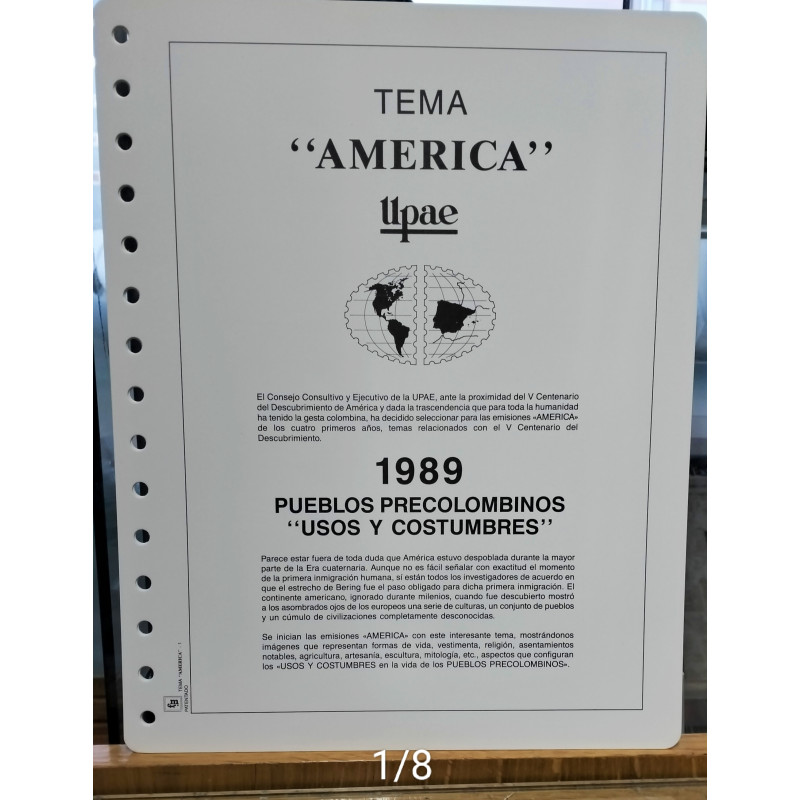 TEMA
‘‘AMERICA’’
Upae
El Consejo Consultivo y Ejecutivo de la UPAE, ante la proximidad del V Centenario
del Descubrimiento de América y dada la trascendencia que para toda la humanidad
ha tenido la gesta colombina, ha decidido seleccionar para las emisiones «AMERICA»
de los cuatro primeros años, temas relacionados con el V Centenario del
Descubrimiento.
1989
PUEBLOS PRECOLOMBINOS
‘‘USOS Y COSTUMBRES’’
Parece estar fuera de toda duda que América estuvo despoblada durante la mayor
parte de la Era cuaternaria. Aunque no es fácil señalar con exactitud el momento
de la primera inmigración humana, sí están todos los investigadores de acuerdo en
que el estrecho de Bering fue el paso obligado para dicha primera inmigración. El
continente americano, ignorado durante milenios, cuando fue descubierto mostró
a los asombrados ojos de los europeos una serie de culturas, un conjunto de pueblos
y un cúmulo de civilizaciones completamente desconocidas.
Se inician las emisiones «AMERICA» con este interesante tema, mostrándonos
imágenes que representan formas de vida, vestimenta, religión, asentamientos
notables, agricultura, artesanía, escultura, mitología, etc., aspectos que configuran
los «USOS Y COSTUMBRES en la vida de los PUEBLOS PRECOLOMBINOS».
TEMA ‘‘AMERICA’’ - 1
PATENTADO
1/8